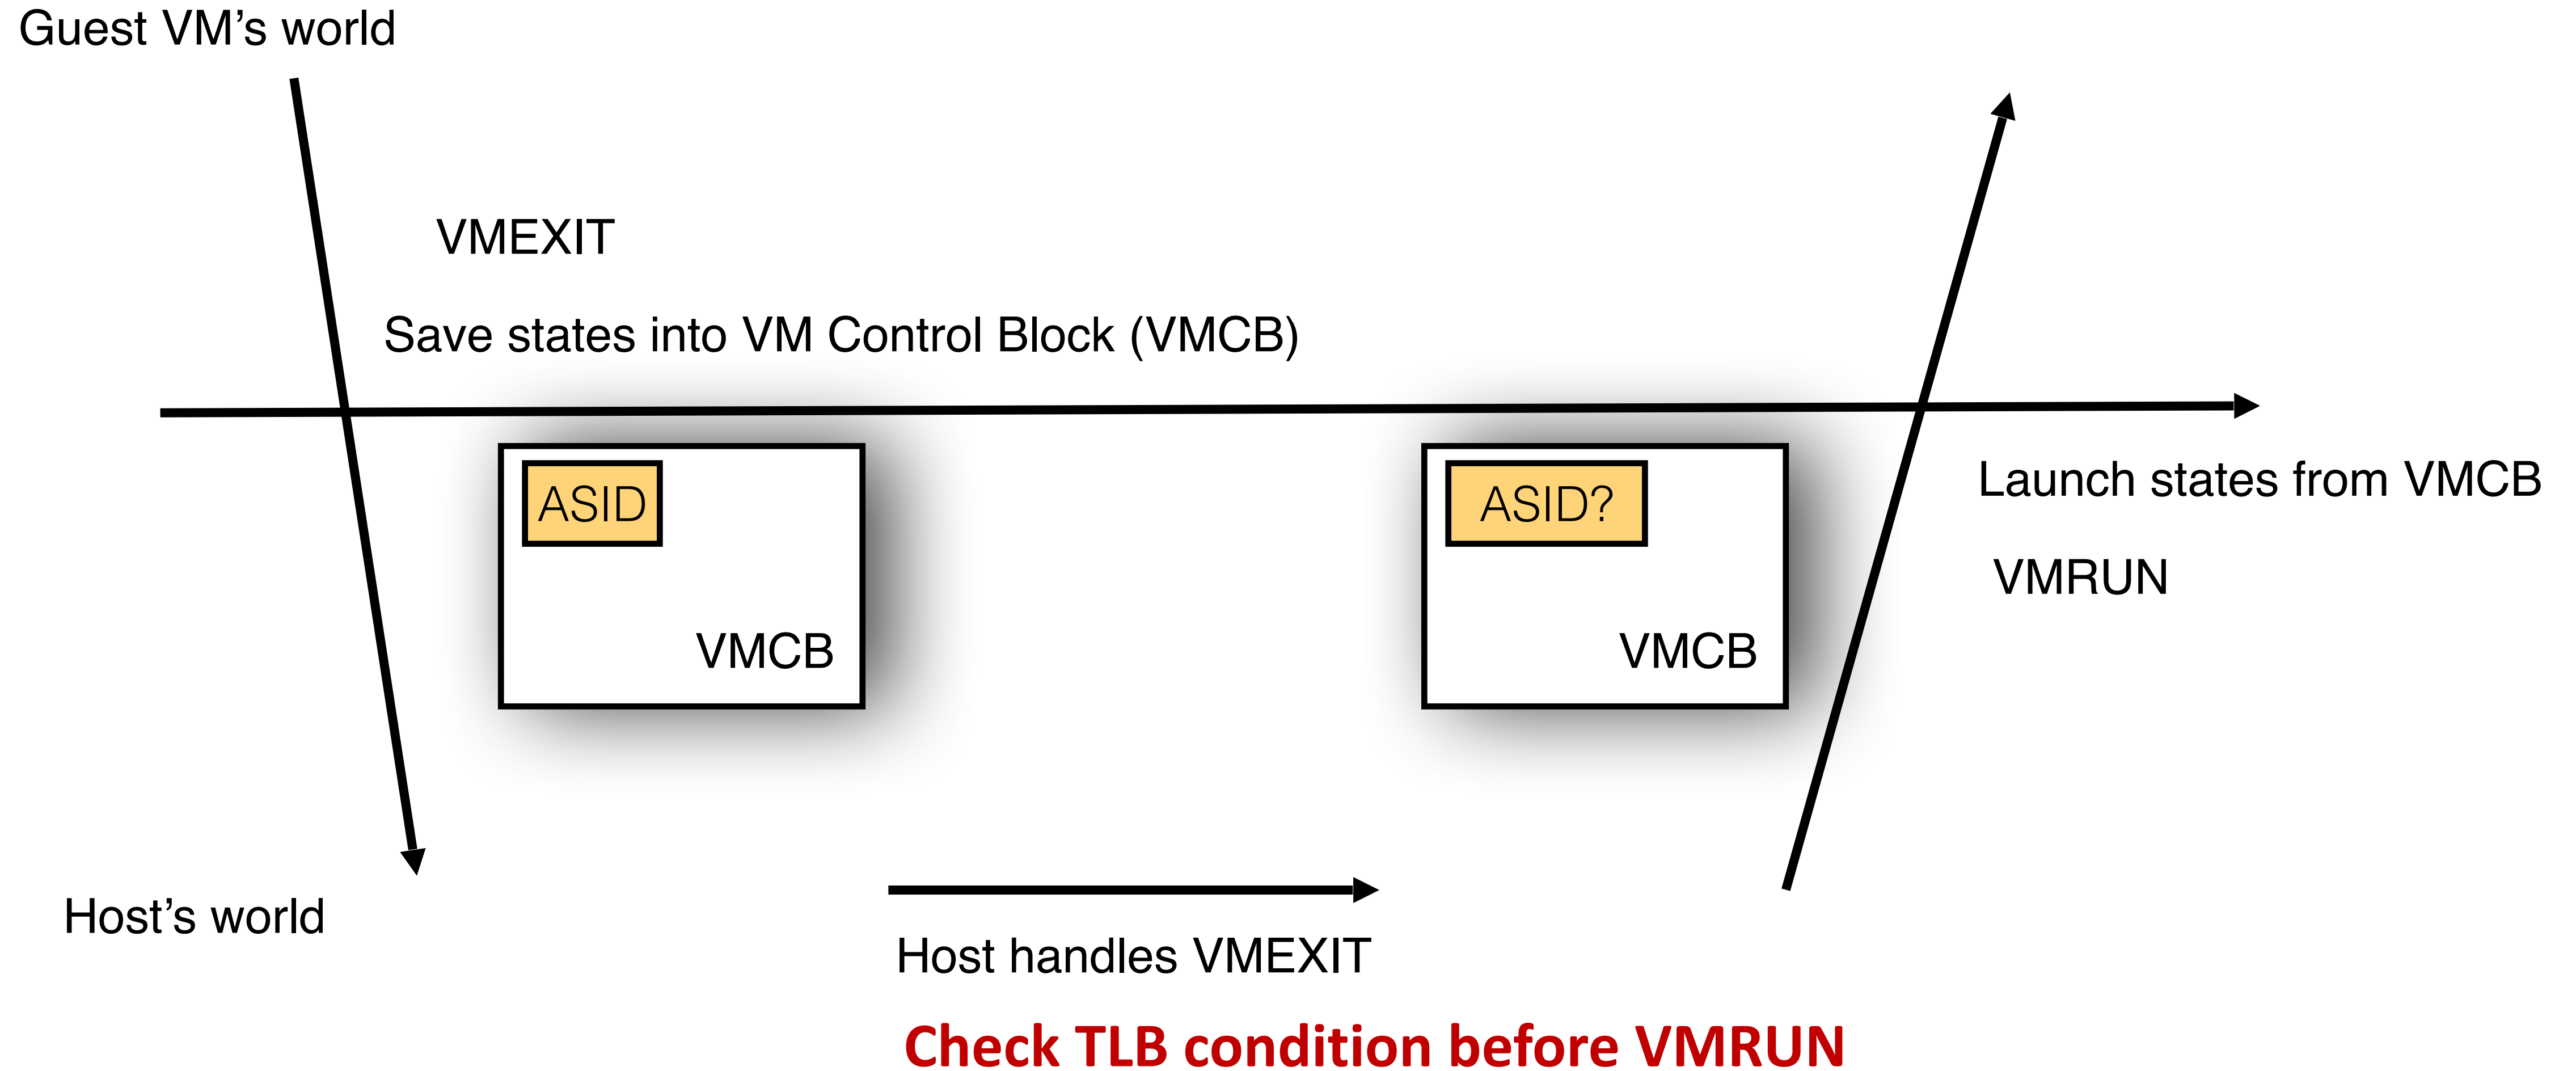 Guest VM’s world
VMEXIT
Save states into VM Control Block (VMCB)
ASID
VMCB
ASID?
VMCB
Launch states from VMCB
VMRUN
Host’s world
Host handles VMEXIT
Check TLB condition before VMRUN